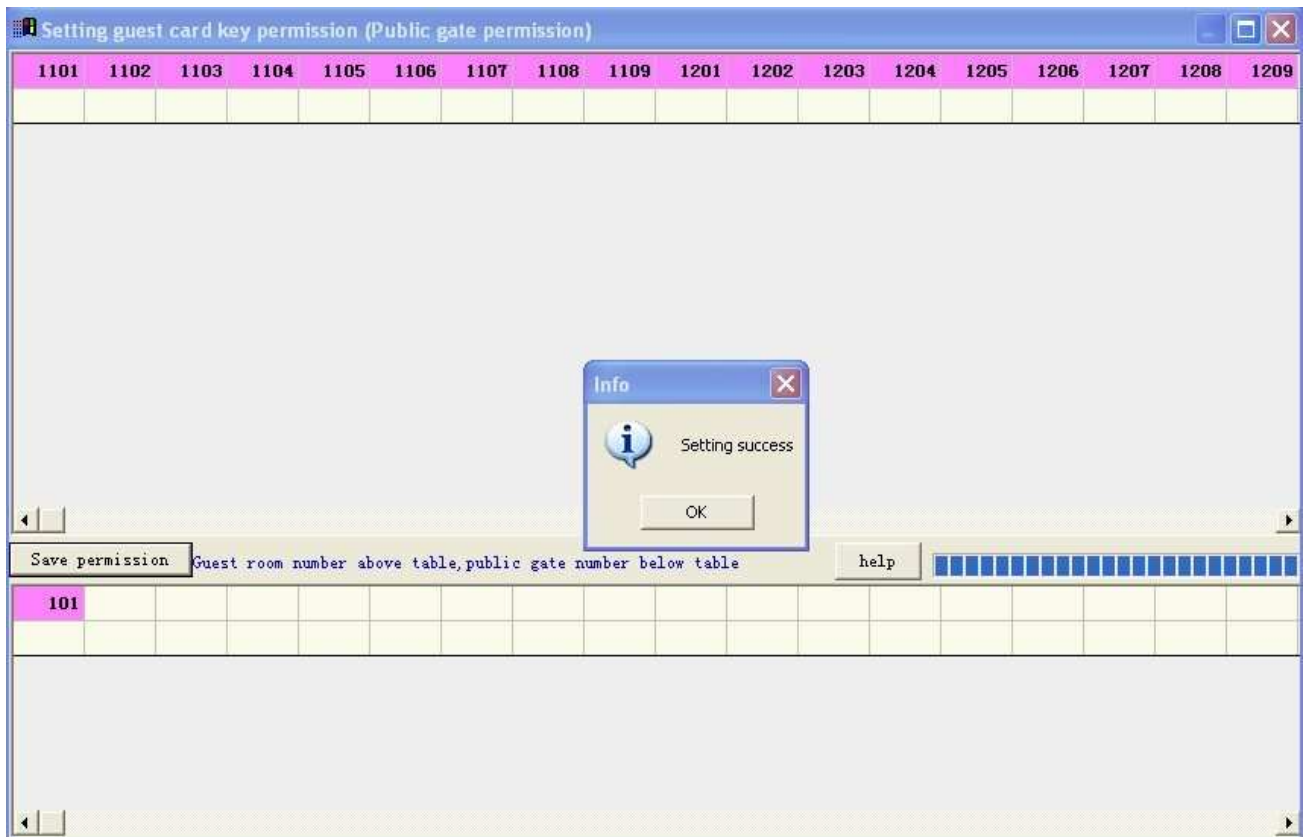 Setting guest card key permission (Public gate permission)
1101 1102 1103 1104 1105 1106 1107 1108 1109 1201 1202 1203 1204 1205 1206 1207 1208 1209
Info
Setting success
OK
Save permission Guest room number above table,public gate number below table help
101